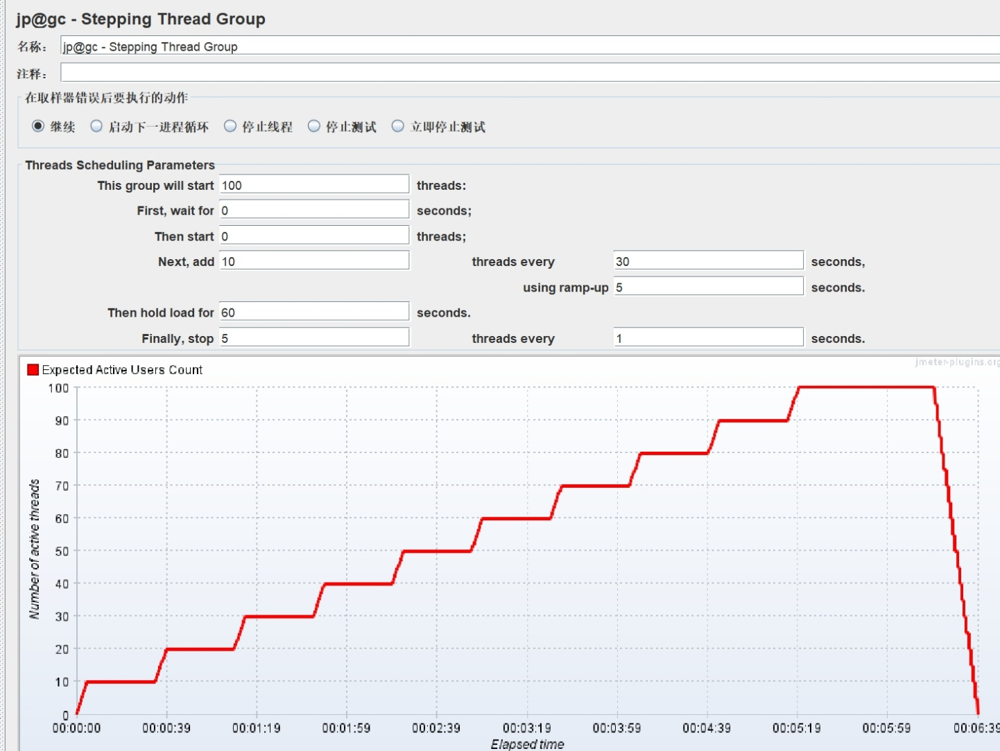 jp@gc - Stepping Thread Group
名称： jp@gc - Stepping Thread Group
注释：
在取样器错误后要执行的动作
继续 启动下一进程循环 停止线程 停止测试 立即停止测试
Threads Scheduling Parameters
This group will start 100 threads:
First, wait for 0 seconds;
Then start 0 threads;
Next, add 10 threads every 30 seconds,
using ramp-up 5 seconds.
Then hold load for 60 seconds.
Finally, stop 5 threads every 1 seconds.
jmeter-plugins.org
Expected Active Users Count
100
90
80
70
60
50
40
30
20
10
0
Number of active threads
00:00:00 00:00:39 00:01:19 00:01:59 00:02:39 00:03:19 00:03:59 00:04:39 00:05:19 00:05:59 00:06:39
Elapsed time